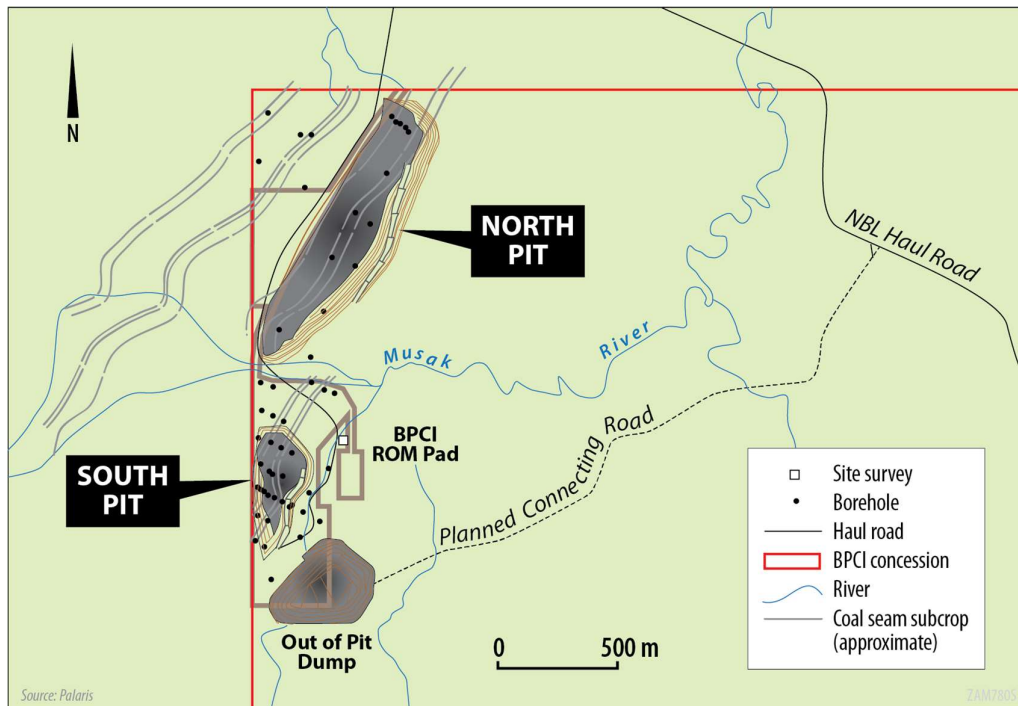 N
NORTH
PIT
NBL Haul Road
Musak River
BPCI
ROM Pad
SOUTH
PIT
Planned Connecting Road
Out of Pit
Dump
0 500 m
Site survey
Borehole
Haul road
BPCI concession
River
Coal seam subcrop
(approximate)
Source: Palaris
ZAM780S